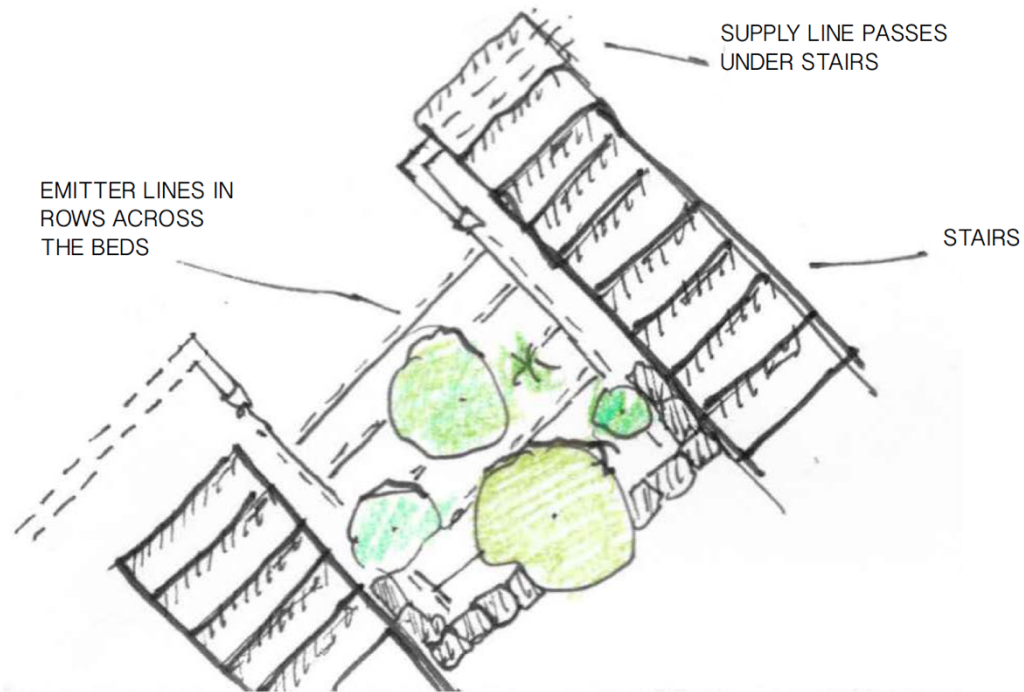 SUPPLY LINE PASSES
UNDER STAIRS
EMITTER LINES IN
ROWS ACROSS
THE BEDS
STAIRS